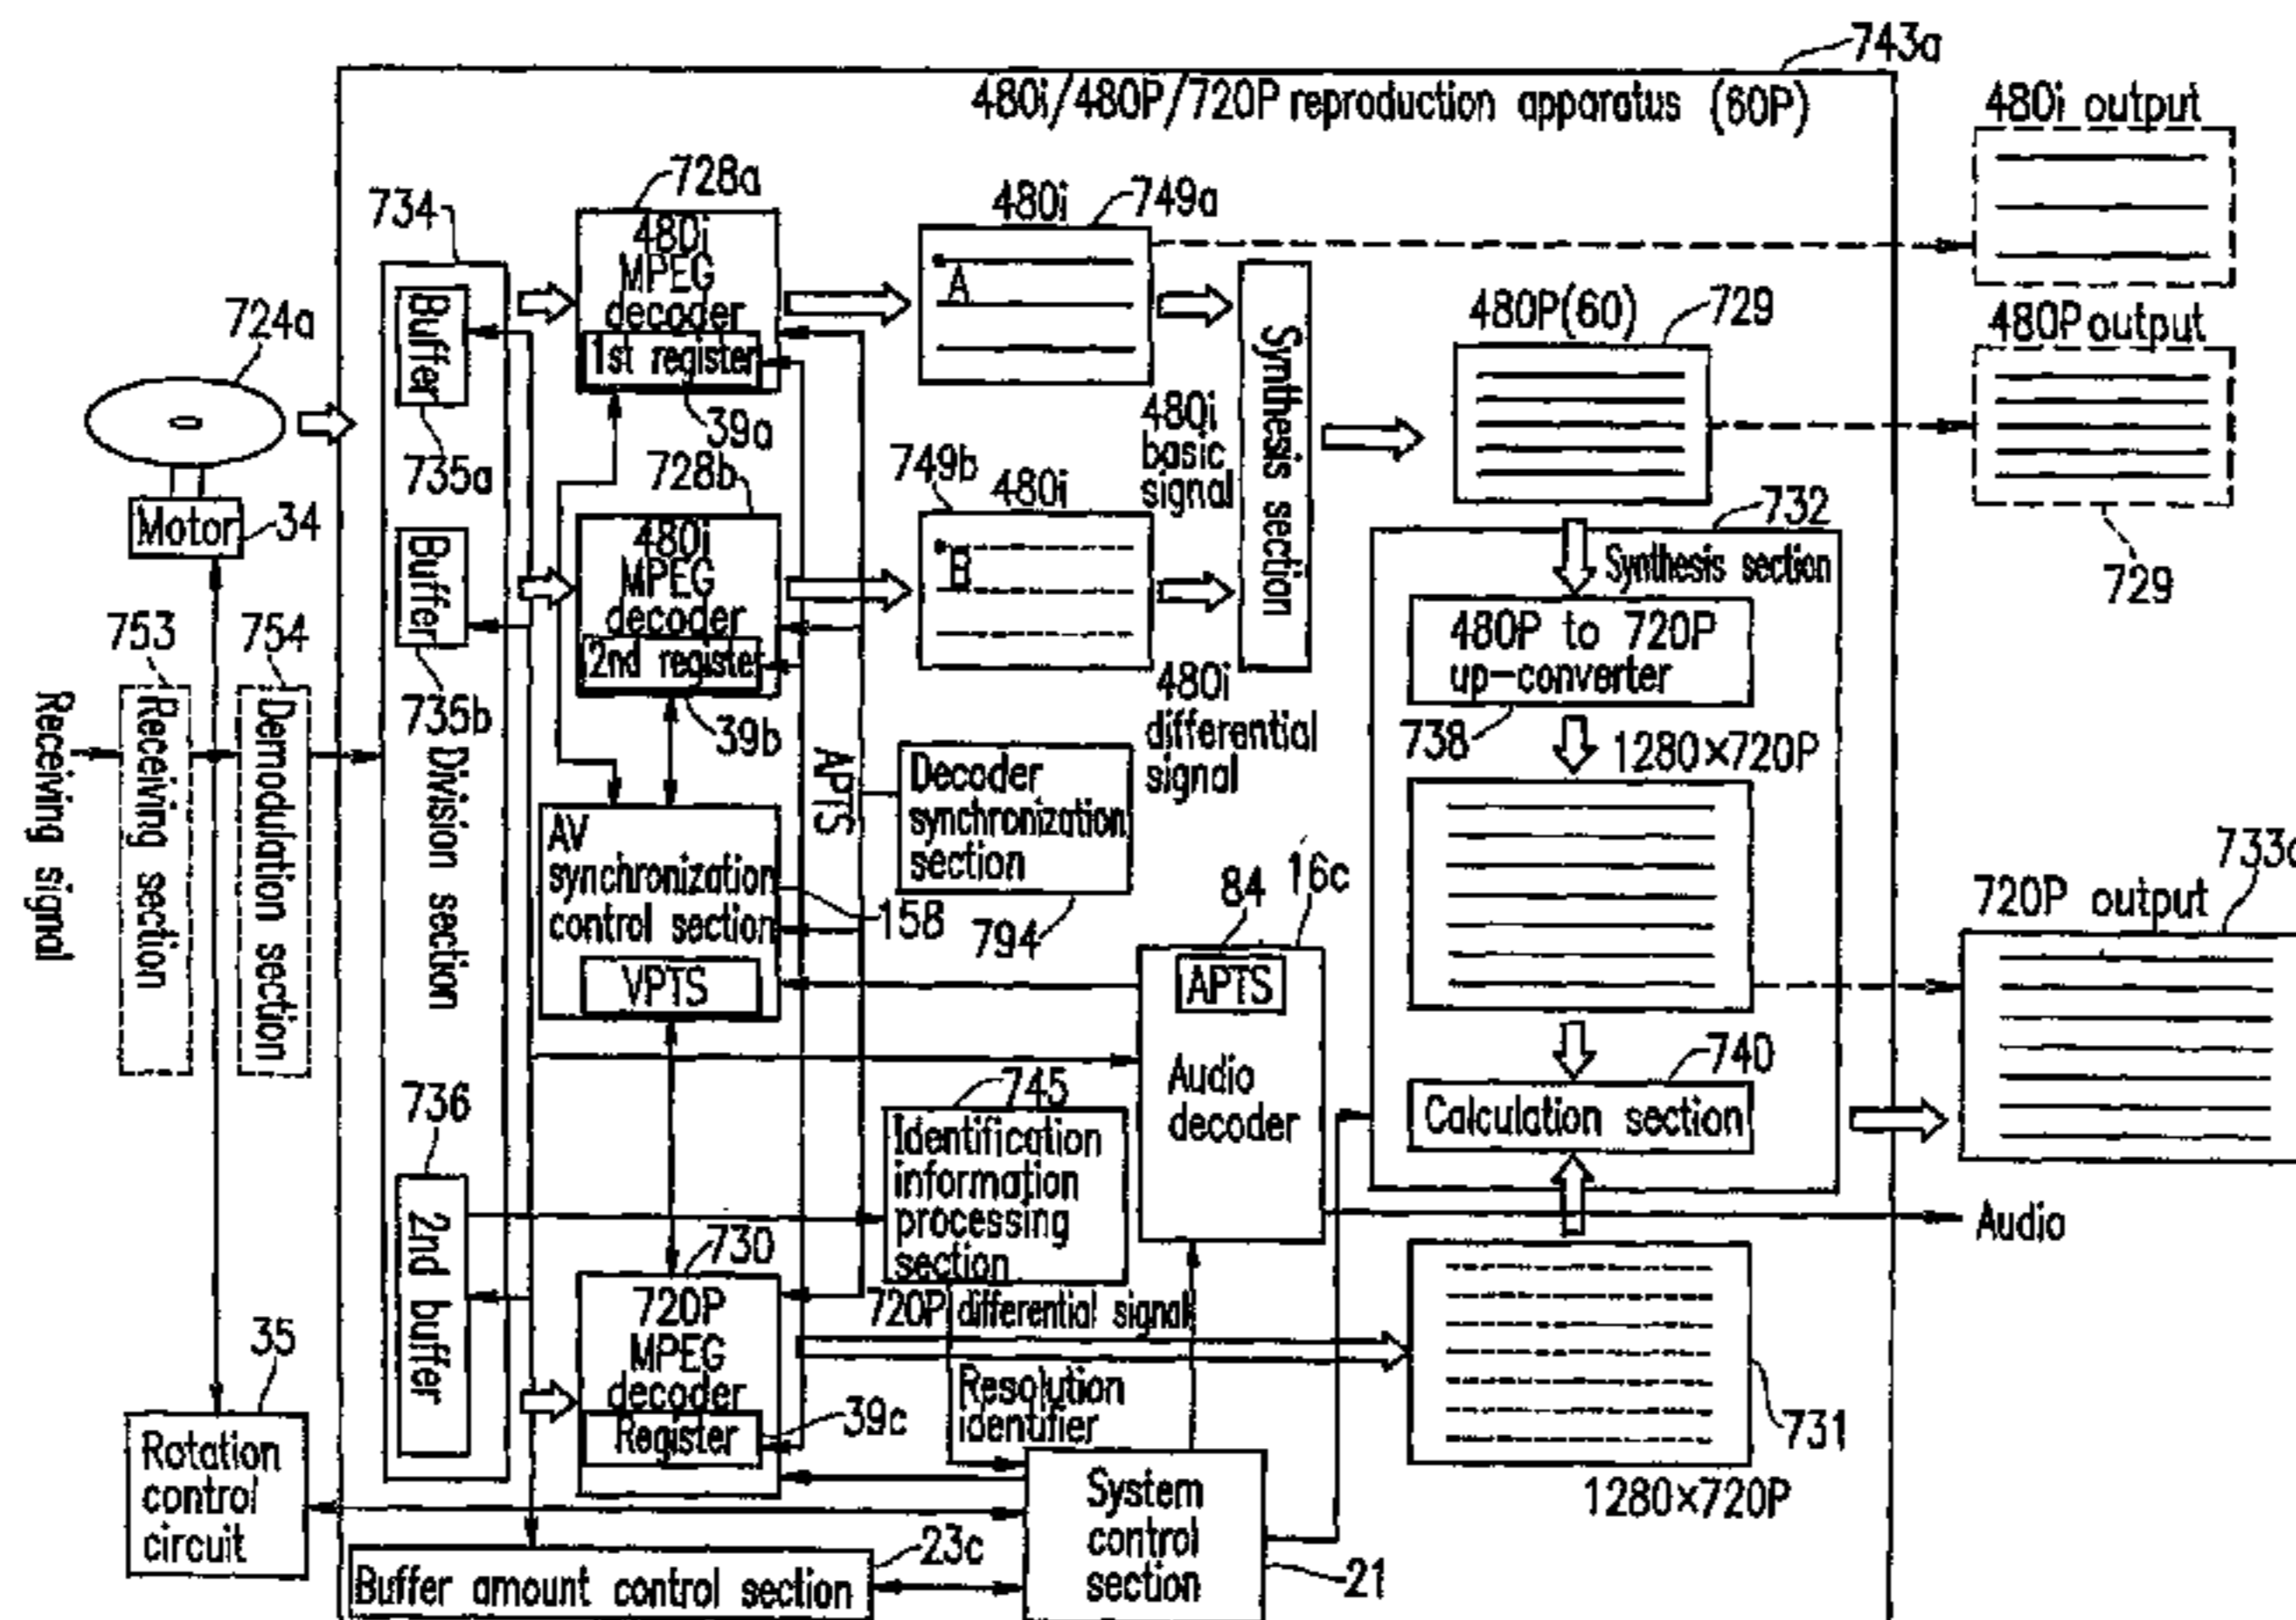 743a
480i/480P/720P reproduction apparatus (60P)
480i output
728a
734
480i
MPEG
decoder
1st register
480i
749a
A
724a
Buffer
735a
39a
728b
Motor
34
Buffer
735b
480i
MPEG
decoder
2nd register
39b
749b
480i
B
480i
basic
signal
480i
differential
signal
Synthesis section
480P(60)
729
480P output
729
732
Synthesis section
480P to 720P
up-converter
738
1280×720P
753
754
Receiving signal
Receiving section
Demodulation section
Division section
AV
synchronization
control section
VPTS
158
APTS
Decoder
synchronization
section
794
84
16c
APTS
Audio
decoder
720P output
740
Calculation section
Audio
736
2nd buffer
745
Identification
information
processing
section
730
720P
MPEG
decoder
Register
39c
720P differential signal
Resolution
identifier
731
1280×720P
35
Rotation
control
circuit
System
control
section
21
Buffer amount control section
23c